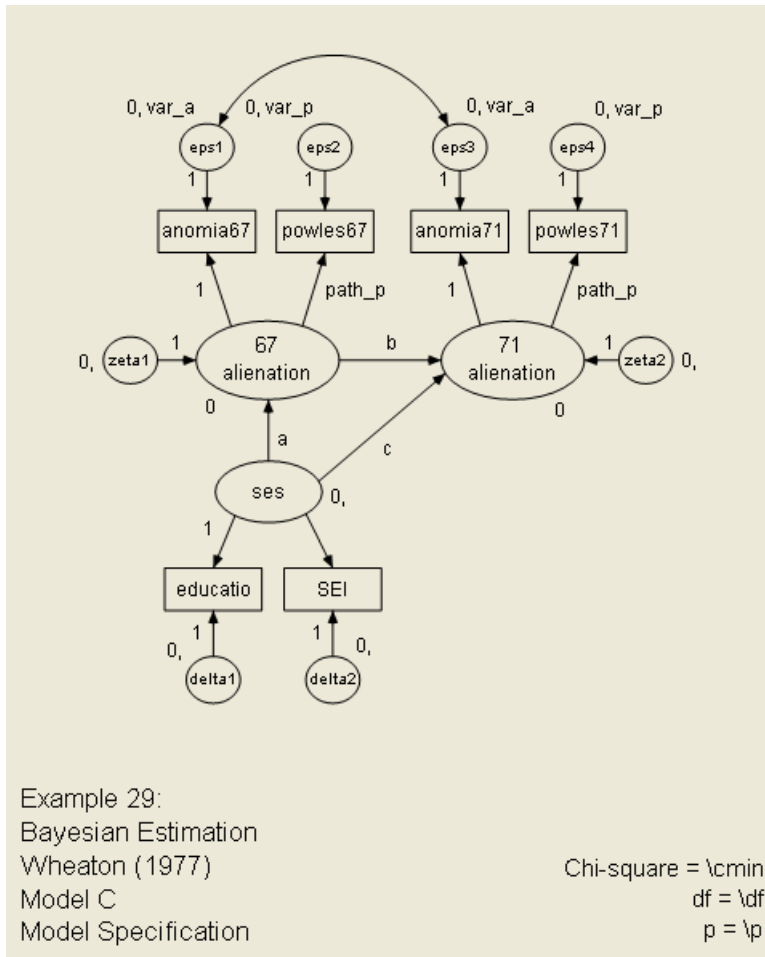 0, var_a
0, var_p
0, var_a
0, var_p
eps1
eps2
eps3
eps4
1
1
1
1
anomia67
powles67
anomia71
powles71
1
path_p
1
path_p
0,
zeta1
1
67
alienation
b
71
alienation
1
zeta2
0,
0
0
a
c
ses
0,
1
educatio
SEI
1
1
0,
0,
delta1
delta2
Example 29:
Bayesian Estimation
Wheaton (1977)
Model C
Model Specification
Chi-square = \cmin
df = \df
p = \p